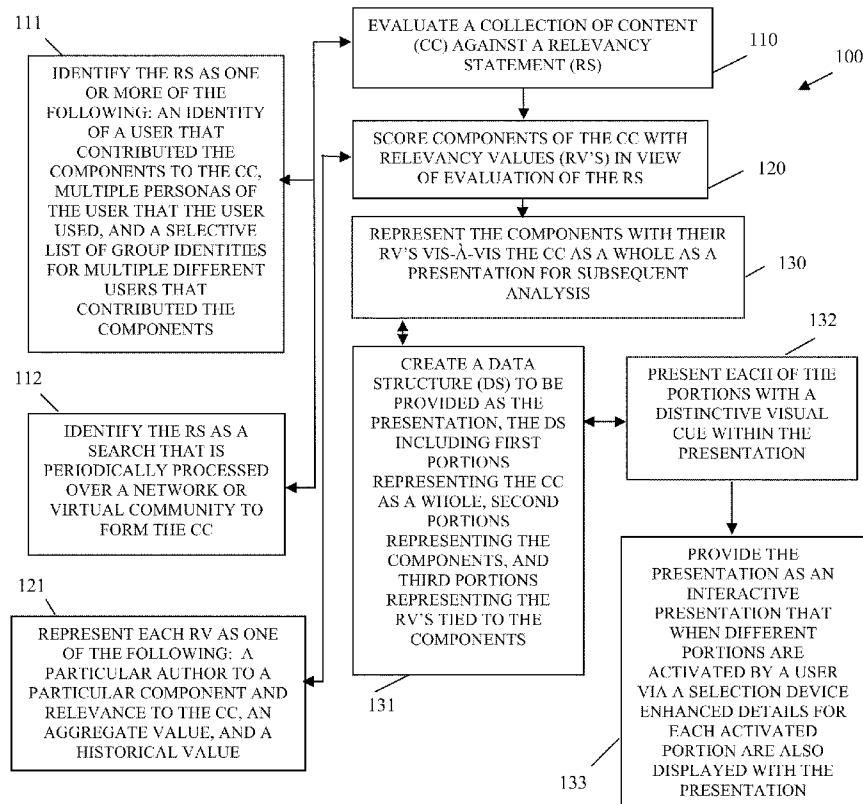 111
IDENTIFY THE RS AS ONE
OR MORE OF THE
FOLLOWING: AN IDENTITY
OF A USER THAT
CONTRIBUTED THE
COMPONENTS TO THE CC,
MULTIPLE PERSONAS OF
THE USER THAT THE USER
USED, AND A SELECTIVE
LIST OF GROUP IDENTITIES
FOR MULTIPLE DIFFERENT
USERS THAT
CONTRIBUTED THE
COMPONENTS
112
IDENTIFY THE RS AS A
SEARCH THAT IS
PERIODICALLY PROCESSED
OVER A NETWORK OR
VIRTUAL COMMUNITY TO
FORM THE CC
121
REPRESENT EACH RV AS ONE
OF THE FOLLOWING: A
PARTICULAR AUTHOR TO A
PARTICULAR COMPONENT AND
RELEVANCE TO THE CC, AN
AGGREGATE VALUE, AND A
HISTORICAL VALUE
EVALUATE A COLLECTION OF CONTENT
(CC) AGAINST A RELEVANCY
STATEMENT (RS)
110
100
SCORE COMPONENTS OF THE CC WITH
RELEVANCY VALUES (RV'S) IN VIEW
OF EVALUATION OF THE RS
120
REPRESENT THE COMPONENTS WITH THEIR
RV'S VIS-À-VIS THE CC AS A WHOLE AS A
PRESENTATION FOR SUBSEQUENT
ANALYSIS
130
CREATE A DATA
STRUCTURE (DS) TO BE
PROVIDED AS THE
PRESENTATION, THE DS
INCLUDING FIRST
PORTIONS
REPRESENTING THE CC
AS A WHOLE, SECOND
PORTIONS
REPRESENTING THE
COMPONENTS, AND
THIRD PORTIONS
REPRESENTING THE
RV'S TIED TO THE
COMPONENTS
131
132
PRESENT EACH OF THE
PORTIONS WITH A
DISTINCTIVE VISUAL
CUE WITHIN THE
PRESENTATION
PROVIDE THE
PRESENTATION AS AN
INTERACTIVE
PRESENTATION THAT
WHEN DIFFERENT
PORTIONS ARE
ACTIVATED BY A USER
VIA A SELECTION DEVICE
ENHANCED DETAILS FOR
EACH ACTIVATED
PORTION ARE ALSO
DISPLAYED WITH THE
PRESENTATION
133